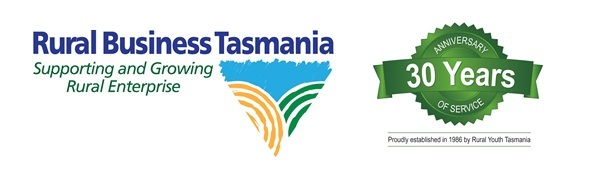 Rural Business Tasmania
Supporting and Growing
Rural Enterprise
ANNIVERSARY
30 Years
OF SERVICE
Proudly established in 1986 by Rural Youth Tasmania